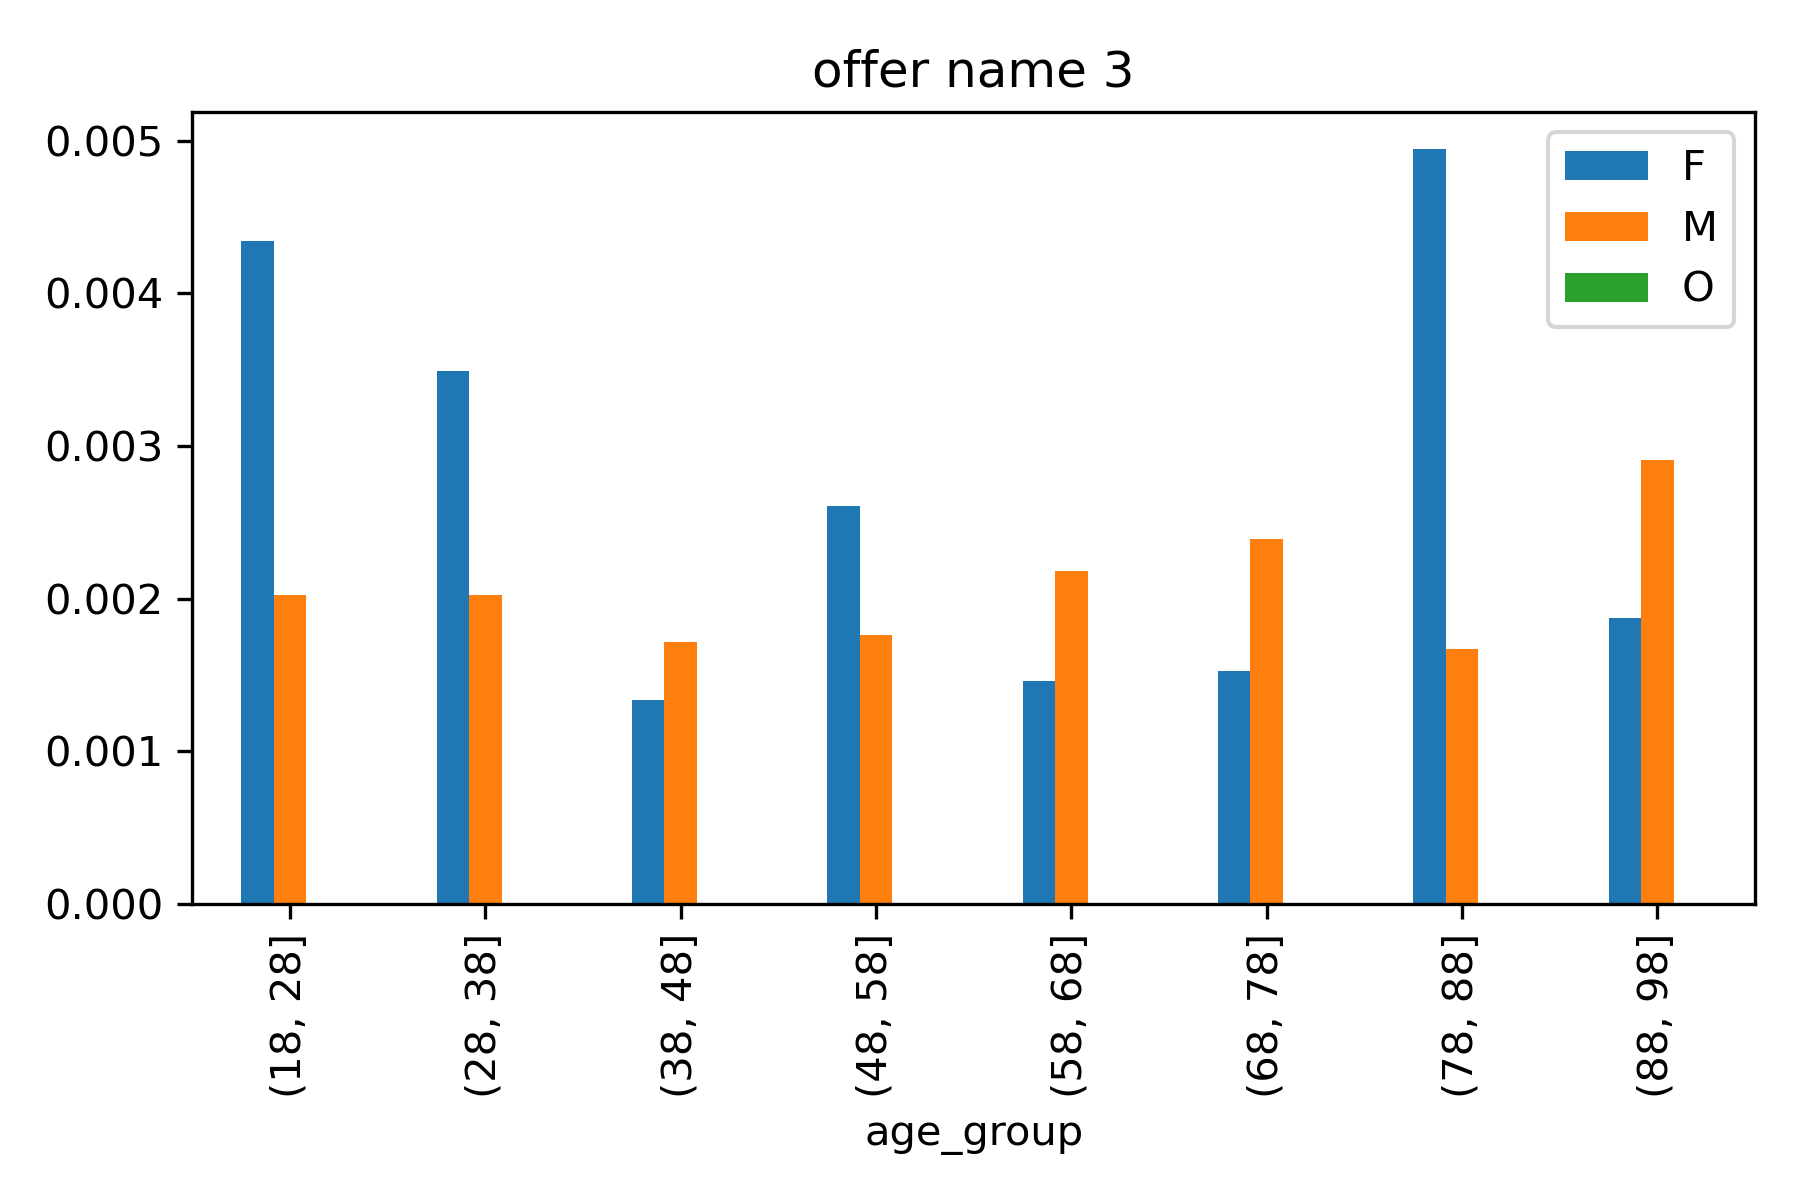 offer name 3
0.005
0.004
0.003
0.002
0.001
0.000
F
M
O
(18, 28]
(28, 38]
(38, 48]
(48, 58]
(58, 68]
(68, 78]
(78, 88]
(88, 98]
age_group